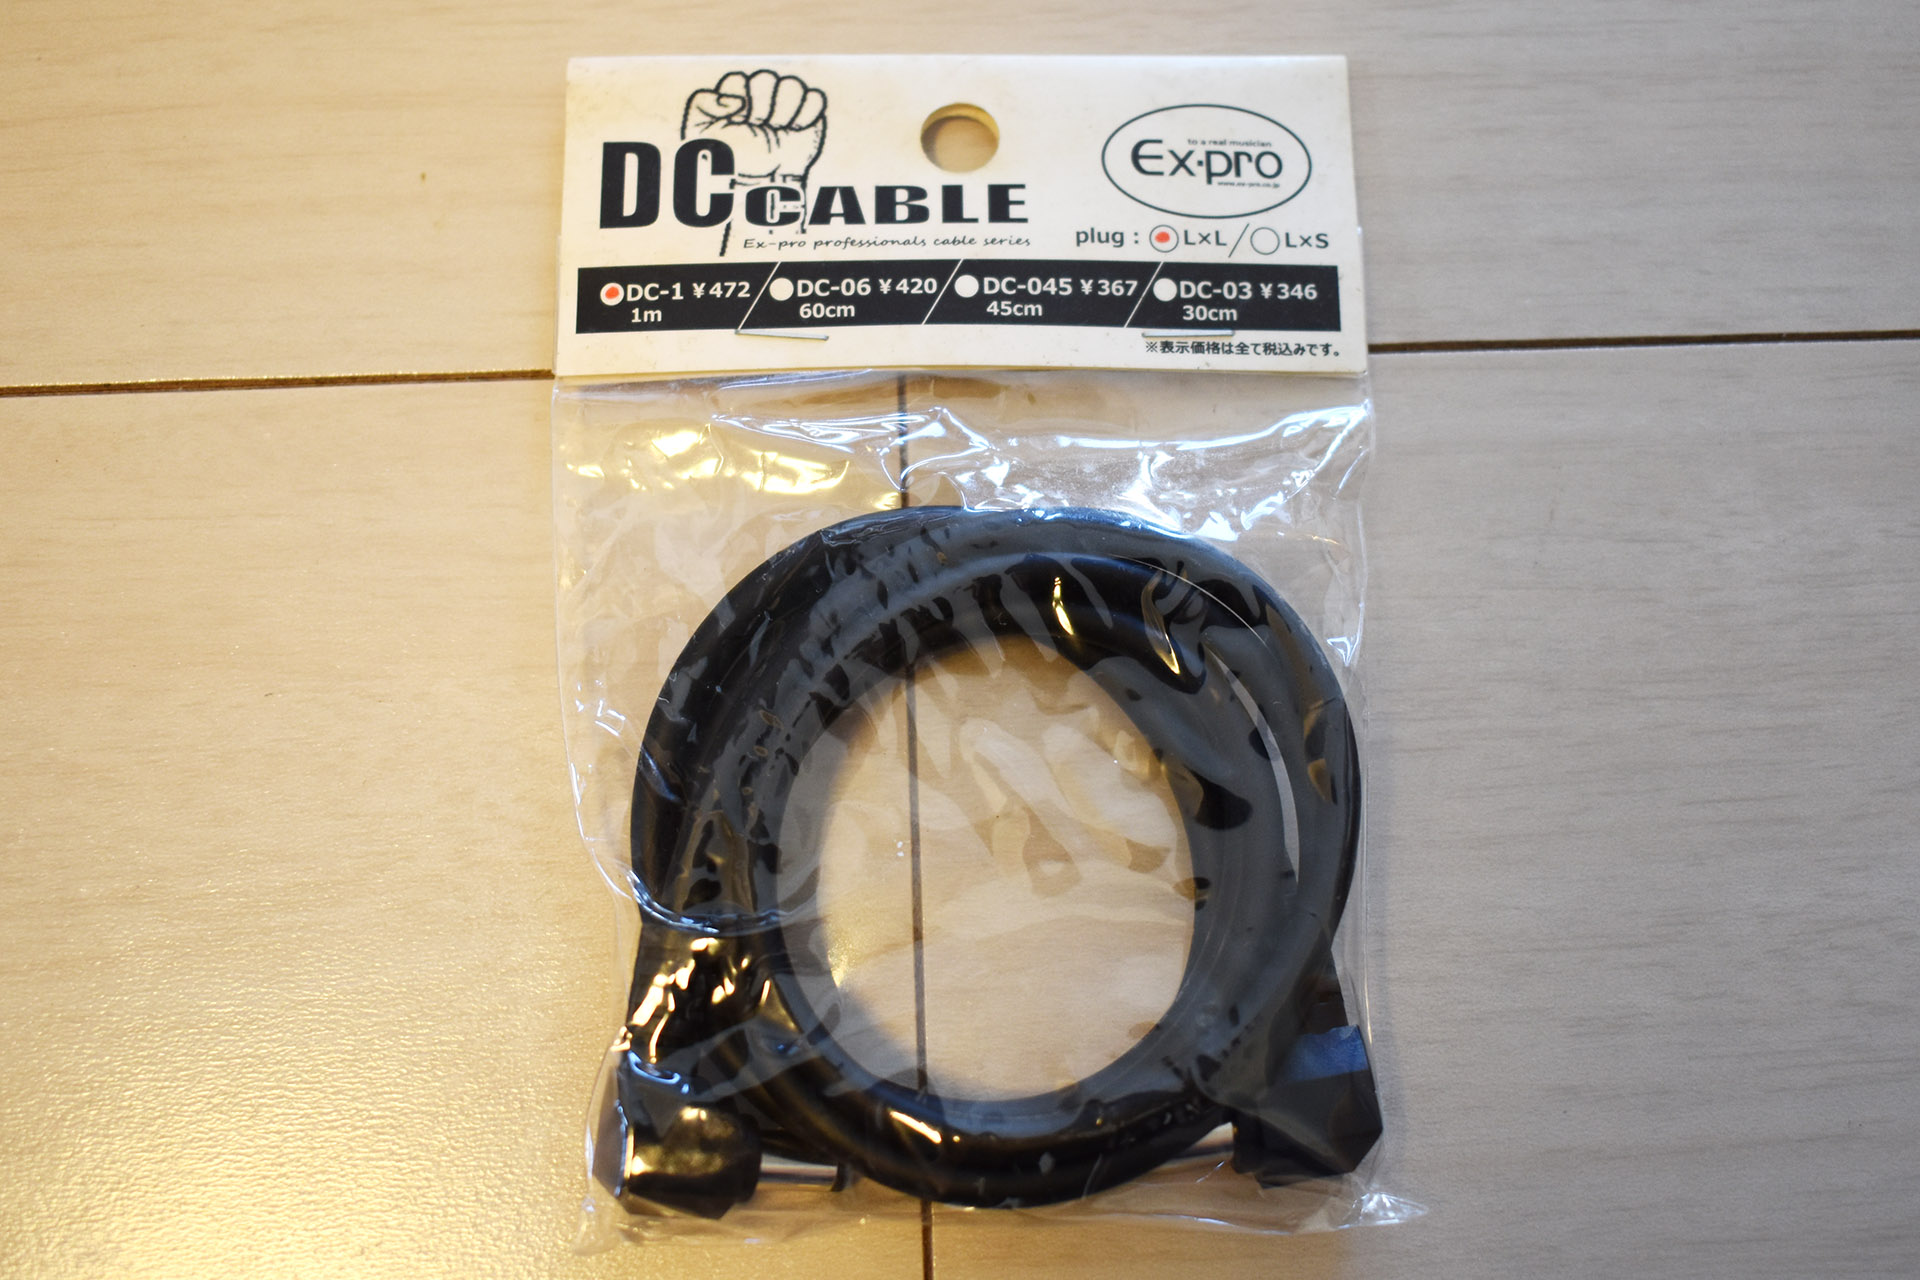 DC CABLE
Ex-pro professionals cable series
to a real musician
Ex-pro
www.ex-pro.co.jp
plug : L×L / L×S
DC-1 ¥472 / DC-06 ¥420 / DC-045 ¥367 / DC-03 ¥346
1m 60cm 45cm 30cm
※表示価格は全て税込みです。